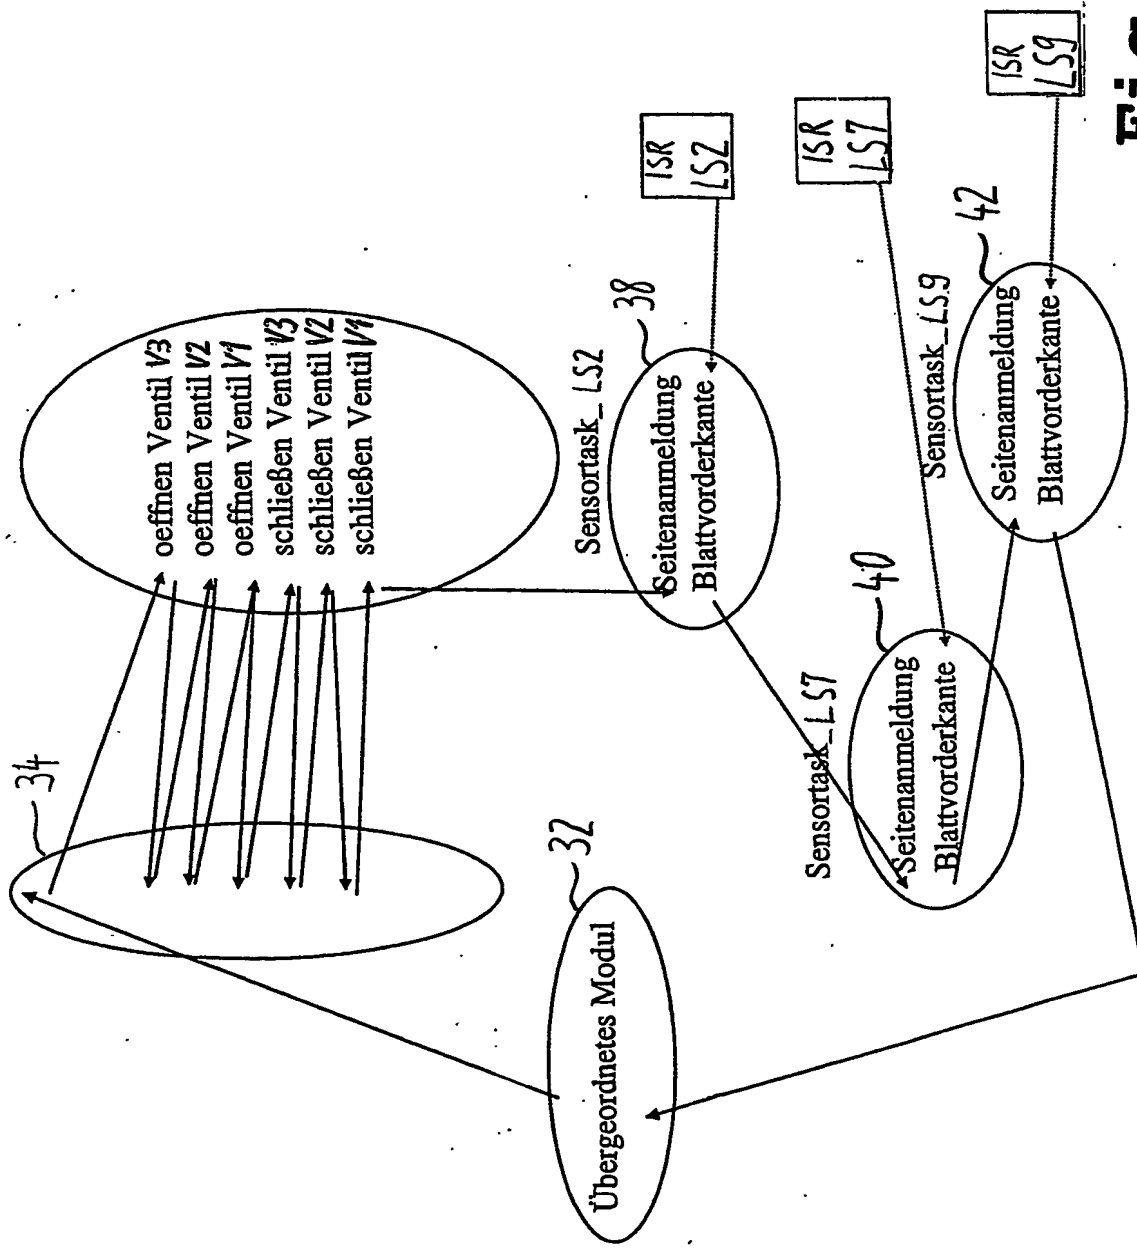 34
oeffnen Ventil V3
oeffnen Ventil V2
oeffnen Ventil V1
schließen Ventil V3
schließen Ventil V2
schließen Ventil V1
32
Übergeordnetes Modul
Sensortask_LS2
38
Seitenanmeldung
Blattvorderkante
ISR
LS2
Sensortask_LS7
40
Seitenanmeldung
Blattvorderkante
ISR
LS7
Sensortask_LS9
42
Seitenanmeldung
Blattvorderkante
ISR
LS9